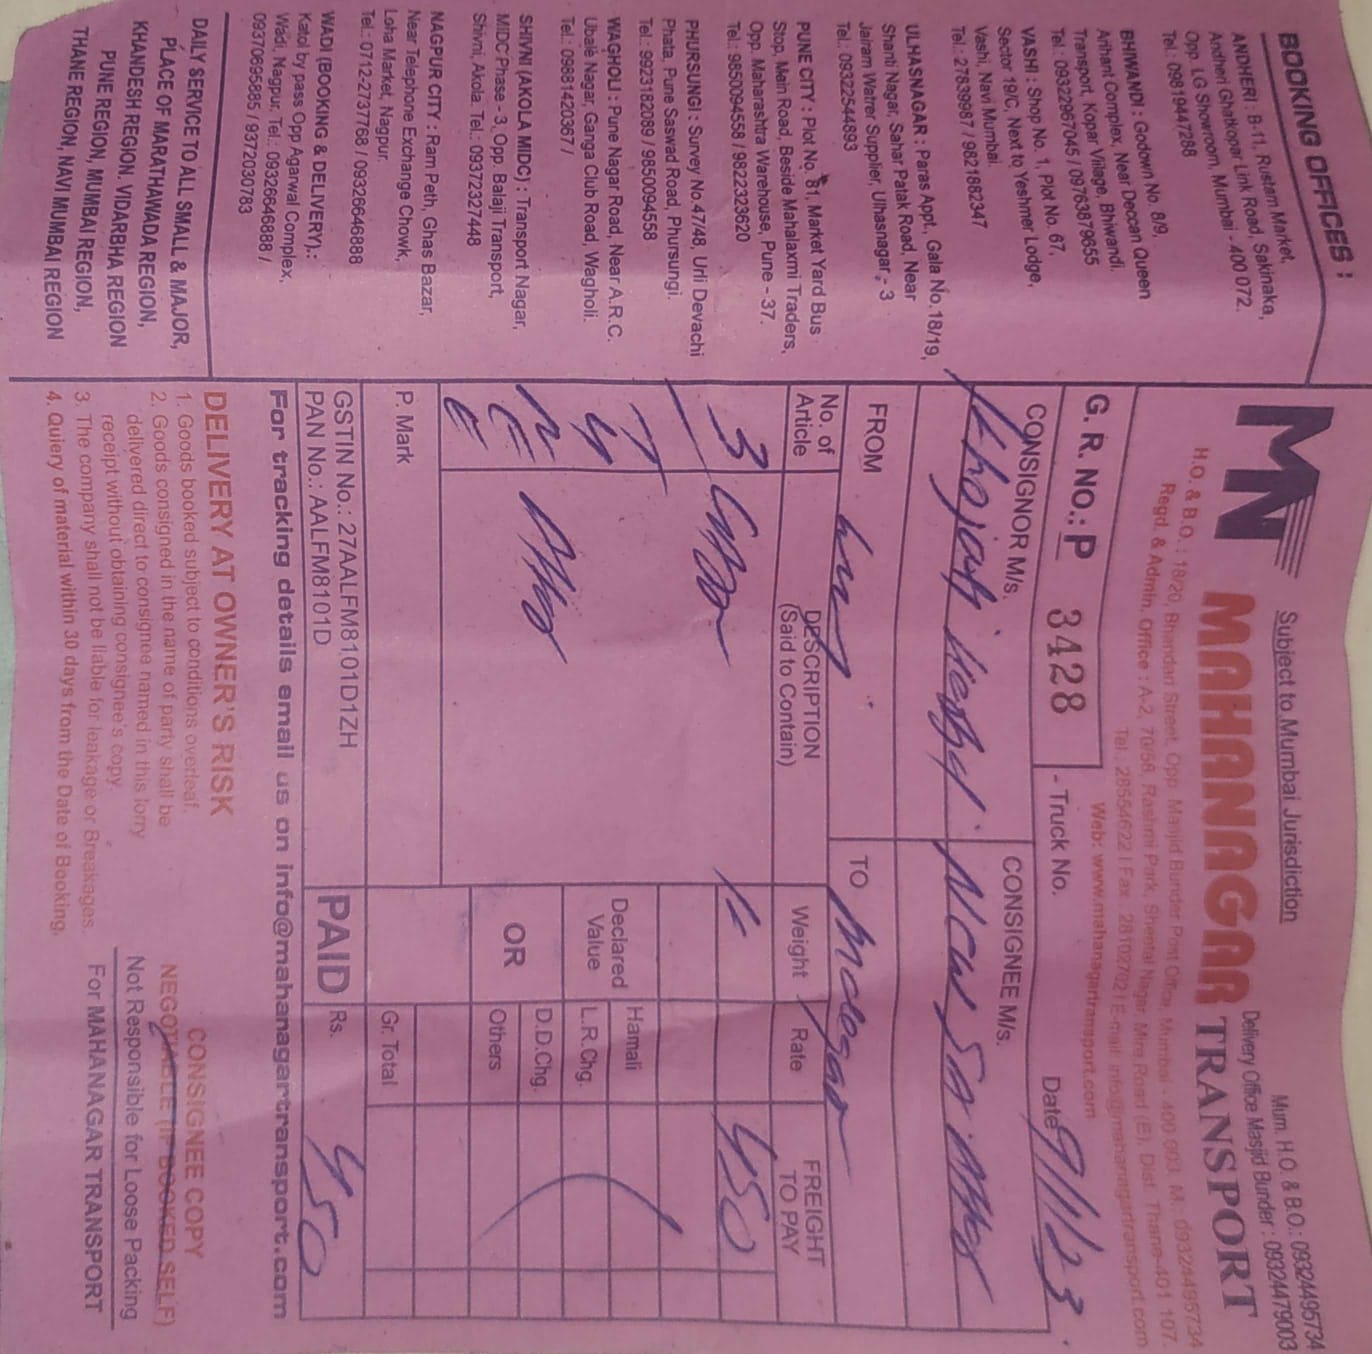 BOOKING OFFICES :
ANDHERI : B-11, Rustam Market,
Andheri Ghatkopar Link Road, Sakinaka,
Opp. LG Showroom, Mumbai - 400 072.
Tel. 09819447288
BHIWANDI : Godown No. 8/9,
Arihant Complex, Near Deccan Queen
Transport, Kopar Village, Bhiwandi.
Tel. : 09322967045 / 09763879655
VASHI : Shop No. 1, Plot No. 67,
Sector 19/C, Next to Yeshmer Lodge,
Vashi, Navi Mumbai.
Tel.: 27839987 / 9821882347
ULHASNAGAR : Paras Appt., Gala No.18/19,
Shanti Nagar, Sahar Patak Road, Near
Jairam Watrer Supplier, Ulhasnagar - 3
Tel.: 08322544893
PUNE CITY : Plot No. 81, Market Yard Bus
Stop, Main Road, Beside Mahalaxmi Traders,
Opp. Maharashtra Warehouse, Pune - 37.
Tel.: 9850094558 / 9822323620
PHURSUNGI : Survey No.47/48, Urli Devachi
Phata, Pune Saswad Road, Phursungi.
Tel.: 9923182089 / 9850094558
WAGHOLI : Pune Nagar Road, Near A.R.C.
Ubale Nagar, Ganga Club Road, Wagholi.
Tel.: 09881420367 /
SHIVNI (AKOLA MIDC) : Transport Nagar,
MIDC Phase - 3, Opp. Balaji Transport,
Shivni, Akola. Tel.: 09372327448
NAGPUR CITY : Ram Peth, Ghas Bazar,
Near Telephone Exchange Chowk,
Loha Market, Nagpur.
Tel.: 0712-2737768 / 09326646898
WADI (BOOKING & DELIVERY).:
Katol by pass Opp Agarwal Complex,
Wadi, Nagpur, Tel.: 09326646888 /
09370695885 / 9372030783
DAILY SERVICE TO ALL SMALL & MAJOR,
PLACE OF MARATHAWADA REGION,
KHANDESH REGION, VIDARBHA REGION
PUNE REGION, MUMBAI REGION,
THANE REGION, NAVI MUMBAI REGION
Subject to Mumbai Jurisdiction
Mum. H.O. & B.O.: 09324495734
Delivery Office Masjid Bunder : 09324479003
MN MAHANAGAR TRANSPORT
H.O. & B.O. : 18/20, Bhandari Street, Opp. Masjid Bunder Post Office, Mumbai - 400 003. M.: 09324495734
Regd. & Admin. Office : A-2, 70/58, Rashmi Park, Sheetal Nagar, Mira Road (E), Dist. Thane-401 107.
Tel.: 28554622 I Fax : 28102702 I E-mail: info@mahanagartransport.com
Web: www.mahanagartransport.com
G. R. NO.: P 3428
- Truck No.
Date 9/1/23
CONSIGNOR M/s.
CONSIGNEE M/s.
New
FROM
TO
No. of Article
DESCRIPTION
(Said to Contain)
Weight
Rate
FREIGHT TO PAY
3
450
Declared Value
OR
Hamali
L.R.Chg.
D.D.Chg.
Others
P. Mark
Gr. Total
GSTIN No.: 27AALFM8101D1ZH
PAN No.: AALFM8101D
PAID Rs. 450
For tracking details email us on info@mahanagartransport.com
DELIVERY AT OWNER'S RISK
1. Goods booked subject to conditions overleaf.
2. Goods consigned in the name of party shall be
delivered direct to consignee named in this lorry
receipt without obtaining consignee's copy.
3. The company shall not be liable for leakage or Breakages.
4. Quiery of material within 30 days from the Date of Booking.
CONSIGNEE COPY
NEGOTIABLE (IF BOOKED SELF)
Not Responsible for Loose Packing
For MAHANAGAR TRANSPORT